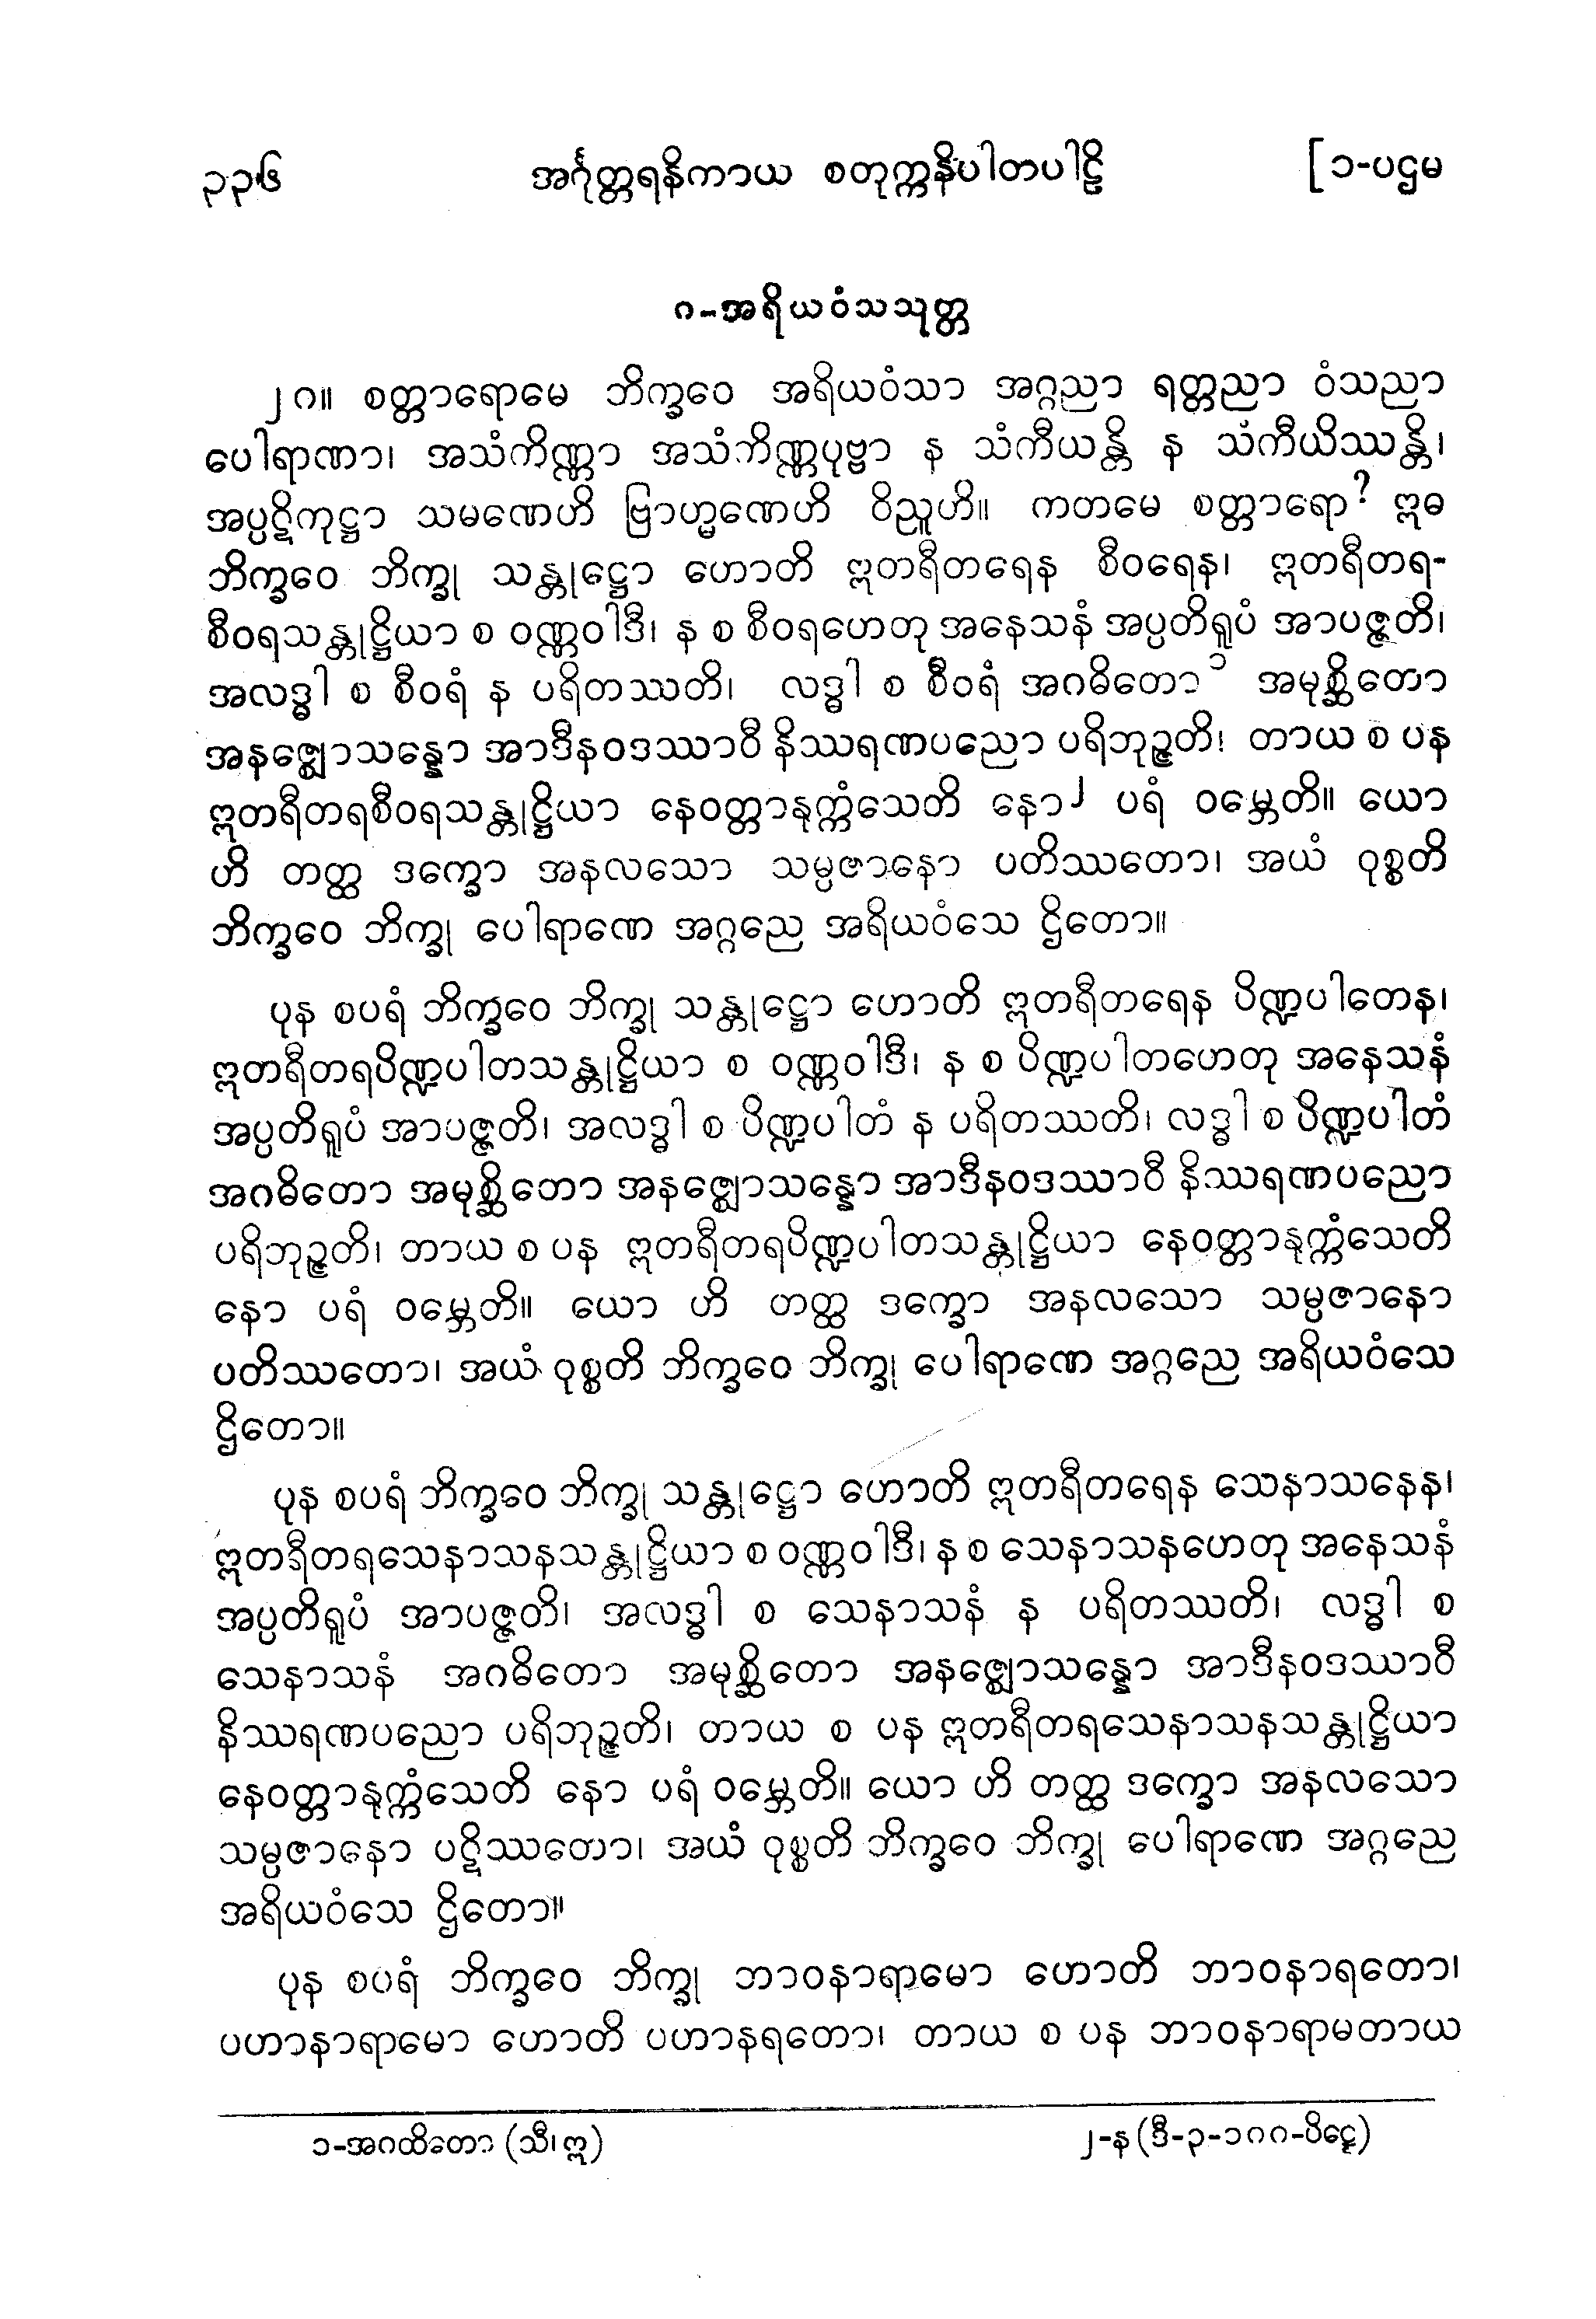 ၃၃၆ အင်္ဂုတ္တရနိကာယ စတုက္ကနိပါတပါဠိ [၁-ပဌမ
၈-အရိယဝံသသုတ္တ
၂၈။ စတ္တာရောမေ ဘိက္ခဝေ အရိယဝံသာ အဂ္ဂညာ ရတ္တညာ ဝံသညာ
ပေါရာဏာ၊ အသံကိဏ္ဏာ အသံကိဏ္ဏပုဗ္ဗာ န သံကီယန္တိ န သံကီယိဿန္တိ၊
အပ္ပဋိကုဋ္ဌာ သမဏေဟိ ဗြာဟ္မဏေဟိ ဝိညူဟိ။ ကတမေ စတ္တာရော? ဣဓ
ဘိက္ခဝေ ဘိက္ခု သန္တုဋ္ဌော ဟောတိ ဣတရီတရေန စီဝရေန၊ ဣတရီတရ-
စီဝရသန္တုဋ္ဌိယာ စ ဝဏ္ဏဝါဒီ၊ န စ စီဝရဟေတု အနေသနံ အပ္ပတိရူပံ အာပဇ္ဇတိ၊
အလဒ္ဓါ စ စီဝရံ န ပရိတဿတိ၊ လဒ္ဓါ စ စီဝရံ အဂဓိတော ၁ အမုစ္ဆိတော
အနဇ္ဈောသန္နော အာဒီနဝဒဿာဝီ နိဿရဏပညော ပရိဘုဉ္ဇတိ၊ တာယ စ ပန
ဣတရီတရစီဝရသန္တုဋ္ဌိယာ နေဝတ္တာနုက္ကံသေတိ နော၂ ပရံ ဝမ္ဘေတိ။ ယော
ဟိ တတ္ထ ဒက္ခော အနလသော သမ္ပဇာနော ပတိဿတော၊ အယံ ဝုစ္စတိ
ဘိက္ခဝေ ဘိက္ခု ပေါရာဏေ အဂ္ဂညေ အရိယဝံသေ ဌိတော။
ပုန စပရံ ဘိက္ခဝေ ဘိက္ခု သန္တုဋ္ဌော ဟောတိ ဣတရီတရေန ပိဏ္ဍပါတေန၊
ဣတရီတရပိဏ္ဍပါတသန္တုဋ္ဌိယာ စ ဝဏ္ဏဝါဒီ၊ န စ ပိဏ္ဍပါတဟေတု အနေသနံ
အပ္ပတိရူပံ အာပဇ္ဇတိ၊ အလဒ္ဓါ စ ပိဏ္ဍပါတံ န ပရိတဿတိ၊ လဒ္ဓါ စ ပိဏ္ဍပါတံ
အဂဓိတော အမုစ္ဆိတော အနဇ္ဈောသန္နော အာဒီနဝဒဿာဝီ နိဿရဏပညော
ပရိဘုဉ္ဇတိ၊ တာယ စ ပန ဣတရီတရပိဏ္ဍပါတသန္တုဋ္ဌိယာ နေဝတ္တာနုက္ကံသေတိ
နော ပရံ ဝမ္ဘေတိ။ ယော ဟိ တတ္ထ ဒက္ခော အနလသော သမ္ပဇာနော
ပတိဿတော၊ အယံ ဝုစ္စတိ ဘိက္ခဝေ ဘိက္ခု ပေါရာဏေ အဂ္ဂညေ အရိယဝံသေ
ဌိတော။
ပုန စပရံ ဘိက္ခဝေ ဘိက္ခု သန္တုဋ္ဌော ဟောတိ ဣတရီတရေန သေနာသနေန၊
ဣတရီတရသေနာသနသန္တုဋ္ဌိယာ စ ဝဏ္ဏဝါဒီ၊ န စ သေနာသနဟေတု အနေသနံ
အပ္ပတိရူပံ အာပဇ္ဇတိ၊ အလဒ္ဓါ စ သေနာသနံ န ပရိတဿတိ၊ လဒ္ဓါ စ
သေနာသနံ အဂဓိတော အမုစ္ဆိတော အနဇ္ဈောသန္နော အာဒီနဝဒဿာဝီ
နိဿရဏပညော ပရိဘုဉ္ဇတိ၊ တာယ စ ပန ဣတရီတရသေနာသနသန္တုဋ္ဌိယာ
နေဝတ္တာနုက္ကံသေတိ နော ပရံ ဝမ္ဘေတိ။ ယော ဟိ တတ္ထ ဒက္ခော အနလသော
သမ္ပဇာနော ပဋိဿတော၊ အယံ ဝုစ္စတိ ဘိက္ခဝေ ဘိက္ခု ပေါရာဏေ အဂ္ဂညေ
အရိယဝံသေ ဌိတော။
ပုန စပရံ ဘိက္ခဝေ ဘိက္ခု ဘာဝနာရာမော ဟောတိ ဘာဝနာရတော၊
ပဟာနာရာမော ဟောတိ ပဟာနရတော၊ တာယ စ ပန ဘာဝနာရာမတာယ
၁-အဂထိတော (သီ၊ ဣ) ၂-န (ဒီ-၃-၁၈၈-ပိဋ္ဌေ)